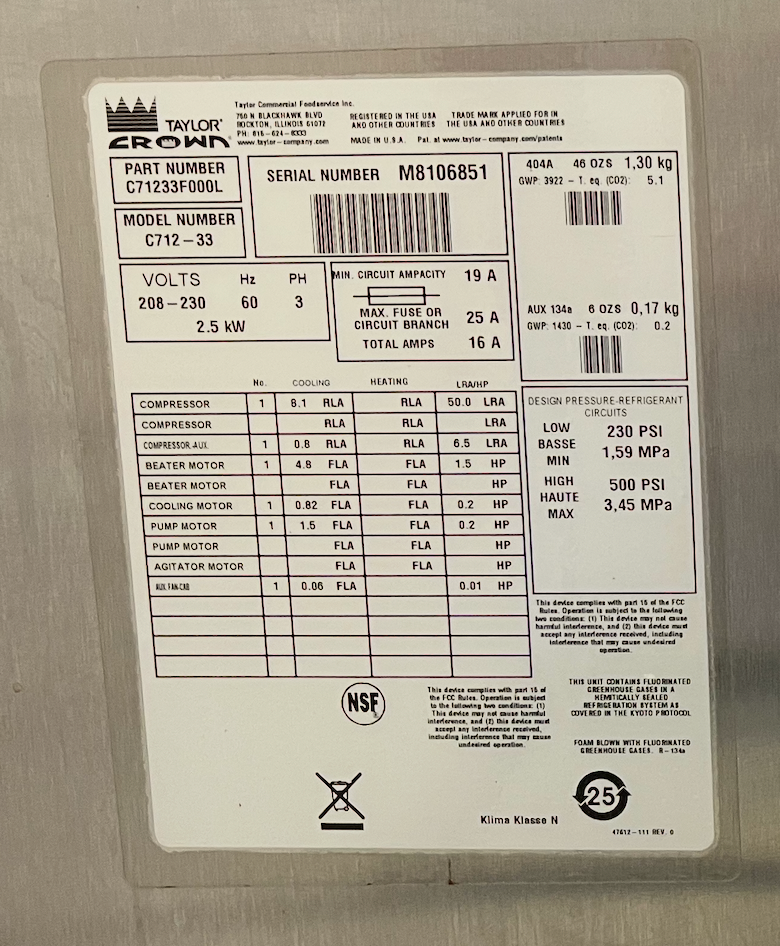 TAYLOR
CROWN
Taylor Commercial Foodservice Inc.
750 N BLACKHAWK BLVD
ROCKTON, ILLINOIS 61072
PH: 815-624-8333
www.taylor-company.com
REGISTERED IN THE USA
AND OTHER COUNTRIES
TRADE MARK APPLIED FOR IN
THE USA AND OTHER COUNTRIES
MADE IN U.S.A. Pat. at www.taylor-company.com/patents
PART NUMBER
C71233F000L
MODEL NUMBER
C712-33
SERIAL NUMBER M8106851
404A 46 OZS 1,30 kg
GWP: 3922 - T. eq. (CO2): 5.1
AUX 134a 6 OZS 0,17 kg
GWP: 1430 - T. eq. (CO2): 0.2
VOLTS Hz PH
208-230 60 3
2.5 kW
MIN. CIRCUIT AMPACITY 19 A
MAX. FUSE OR
CIRCUIT BRANCH 25 A
TOTAL AMPS 16 A
No. COOLING HEATING LRA/HP
COMPRESSOR 1 8.1 RLA RLA 50.0 LRA
COMPRESSOR RLA RLA LRA
COMPRESSOR-AUX. 1 0.8 RLA RLA 6.5 LRA
BEATER MOTOR 1 4.8 FLA FLA 1.5 HP
BEATER MOTOR FLA FLA HP
COOLING MOTOR 1 0.82 FLA FLA 0.2 HP
PUMP MOTOR 1 1.5 FLA FLA 0.2 HP
PUMP MOTOR FLA FLA HP
AGITATOR MOTOR FLA FLA HP
AUX. FAN-CAB 1 0.06 FLA 0.01 HP
DESIGN PRESSURE-REFRIGERANT
CIRCUITS
LOW
BASSE
MIN
230 PSI
1,59 MPa
HIGH
HAUTE
MAX
500 PSI
3,45 MPa
This device complies with part 15 of the FCC
Rules. Operation is subject to the following
two conditions: (1) This device may not cause
harmful interference, and (2) this device must
accept any interference received, including
interference that may cause undesired
operation.
NSF
This device complies with part 15 of
the FCC Rules. Operation is subject
to the following two conditions: (1)
This device may not cause harmful
interference, and (2) this device must
accept any interference received,
including interference that may cause
undesired operation.
THIS UNIT CONTAINS FLUORINATED
GREENHOUSE GASES IN A
HEMITICALLY SEALED
REFRIGERATION SYSTEM AS
COVERED IN THE KYOTO PROTOCOL
FOAM BLOWN WITH FLUORINATED
GREENHOUSE GASES. R-134a
25
Klima Klasse N
47612-111 REV. 0